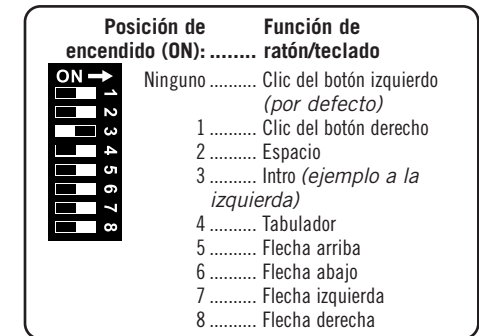 Posición de Función de
encendido (ON): ........ ratón/teclado
ON
1
2
3
4
5
6
7
8
Ninguno .......... Clic del botón izquierdo
(por defecto)
1 .......... Clic del botón derecho
2 .......... Espacio
3 .......... Intro (ejemplo a la
izquierda)
4 .......... Tabulador
5 .......... Flecha arriba
6 .......... Flecha abajo
7 .......... Flecha izquierda
8 .......... Flecha derecha